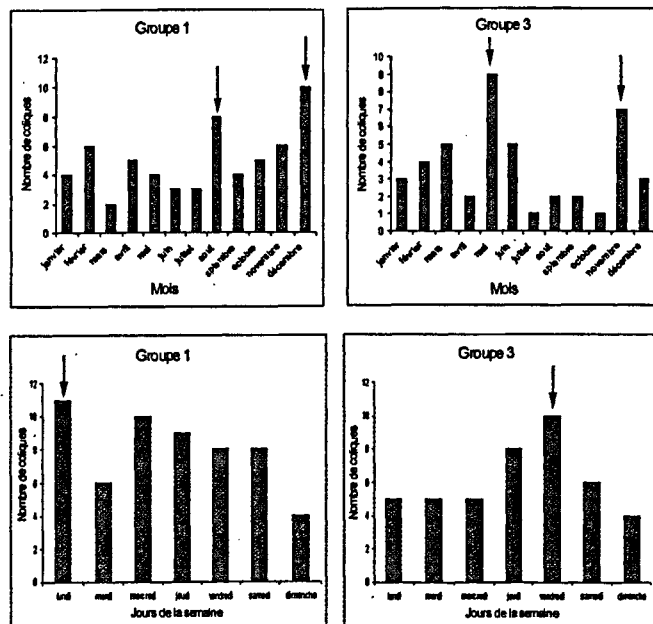 Groupe 1
Nombre de coliques
12
10
8
6
4
2
0
janvier
février
mars
avril
mai
juin
juillet
août
septembre
octobre
novembre
décembre
Mois
Groupe 3
Nombre de coliques
10
9
8
7
6
5
4
3
2
1
0
janvier
février
mars
avril
mai
juin
juillet
août
septembre
octobre
novembre
décembre
Mois
Groupe 1
Nombre de coliques
12
10
8
6
4
2
0
lundi
mardi
mercredi
jeudi
vendredi
samedi
dimanche
Jours de la semaine
Groupe 3
Nombre de coliques
12
10
8
6
4
2
0
lundi
mardi
mercredi
jeudi
vendredi
samedi
dimanche
Jours de la semaine